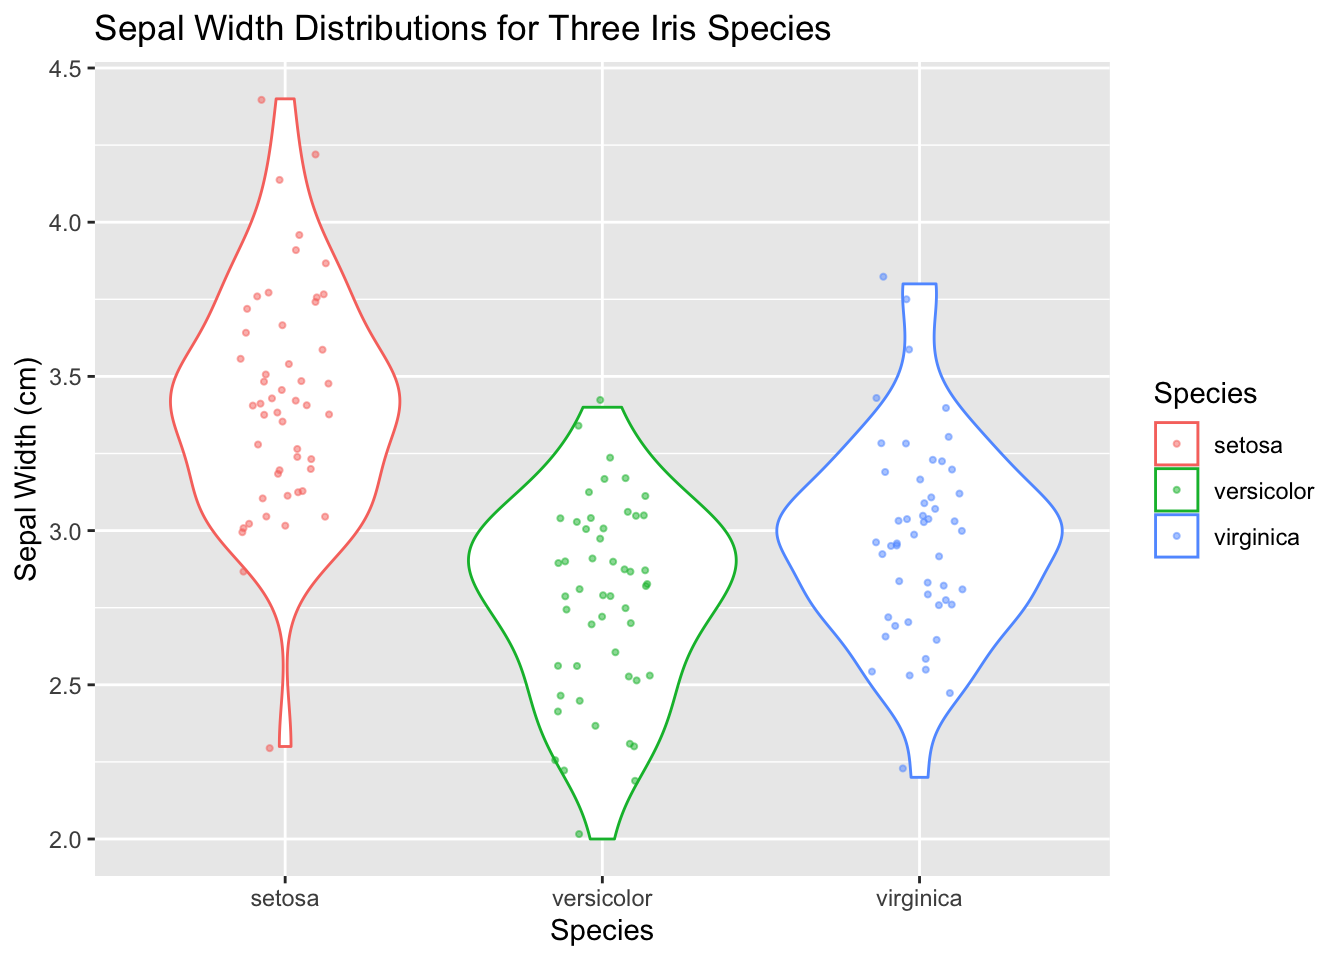 Sepal Width Distributions for Three Iris Species
4.5
4.0
3.5
3.0
2.5
2.0
Sepal Width (cm)
setosa versicolor virginica
Species
Species
setosa
versicolor
virginica